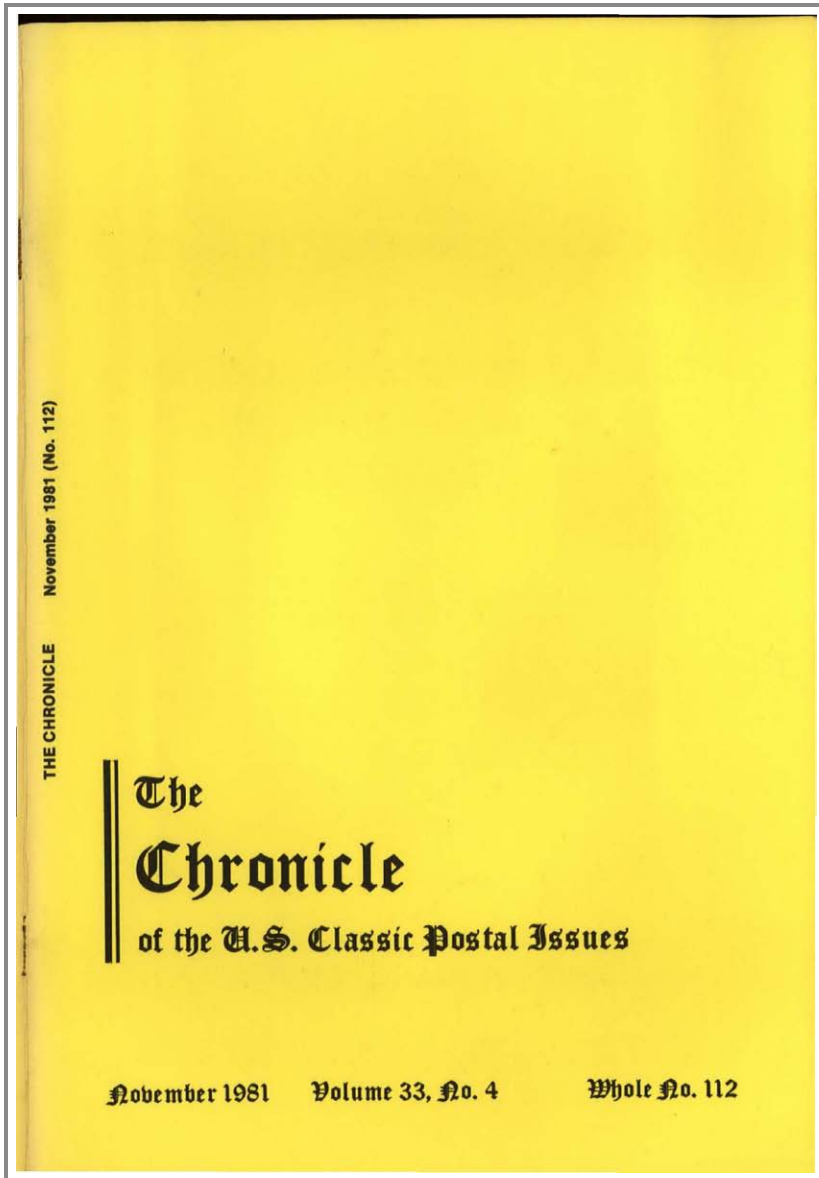 THE CHRONICLE November 1981 (No. 112)
The
Chronicle
of the U.S. Classic Postal Issues
November 1981 Volume 33, No. 4 Whole No. 112